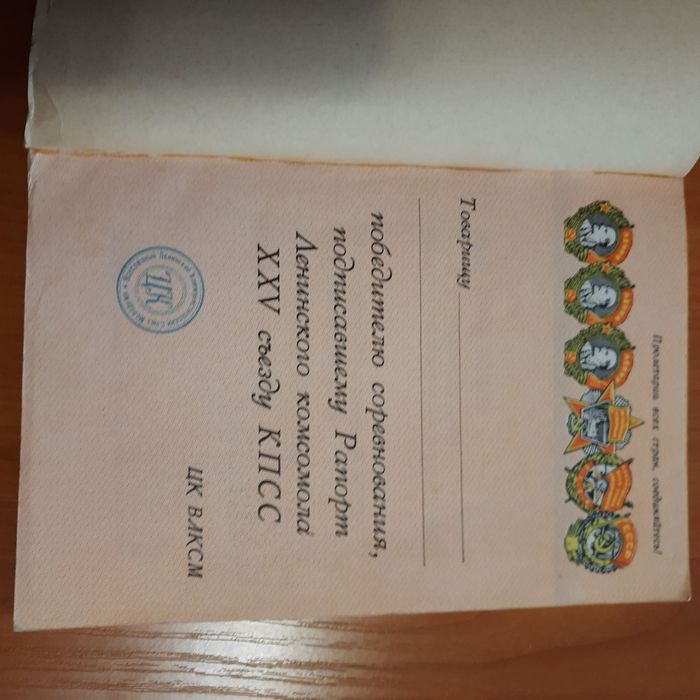 Пролетарии всех стран, соединяйтесь!
Товарищу
победителю соревнования,
подписавшему Рапорт
Ленинского комсомола
XXV съезду КПСС
ЦК ВЛКСМ
ЦК